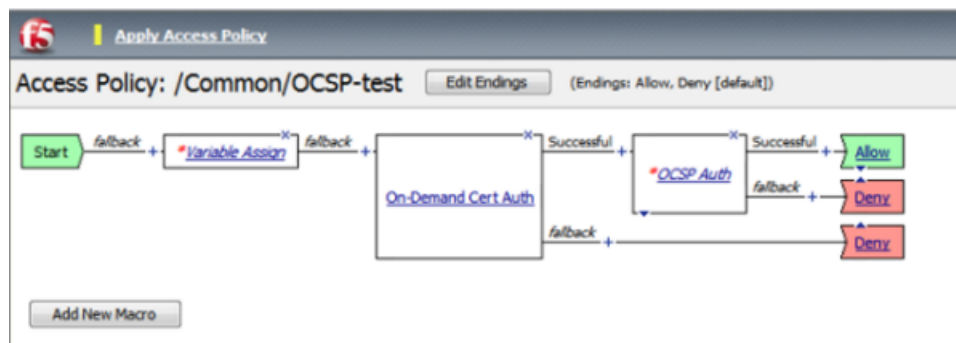 f5 Apply Access Policy
Access Policy: /Common/OCSP-test Edit Endings (Endings: Allow, Deny [default])
Start fallback + *Variable Assign x fallback + x Successful + x Successful + Allow
On-Demand Cert Auth *OCSP Auth fallback + Deny
fallback + Deny
Add New Macro